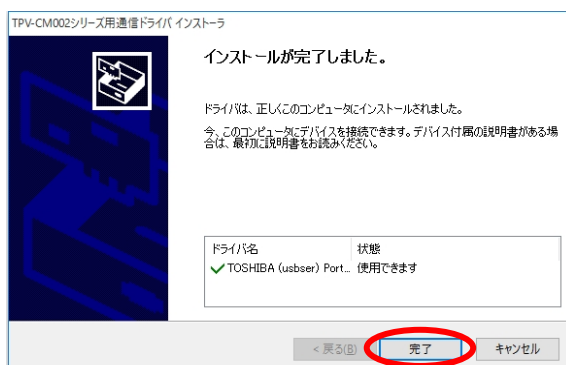 TPV-CM002シリーズ用通信ドライバ インストーラ
インストールが完了しました。
ドライバは、正しくこのコンピュータにインストールされました。
今、このコンピュータにデバイスを接続できます。デバイス付属の説明書がある場
合は、最初に説明書をお読みください。
ドライバ名 状態
TOSHIBA (usbser) Port... 使用できます
< 戻る(B) 完了 キャンセル